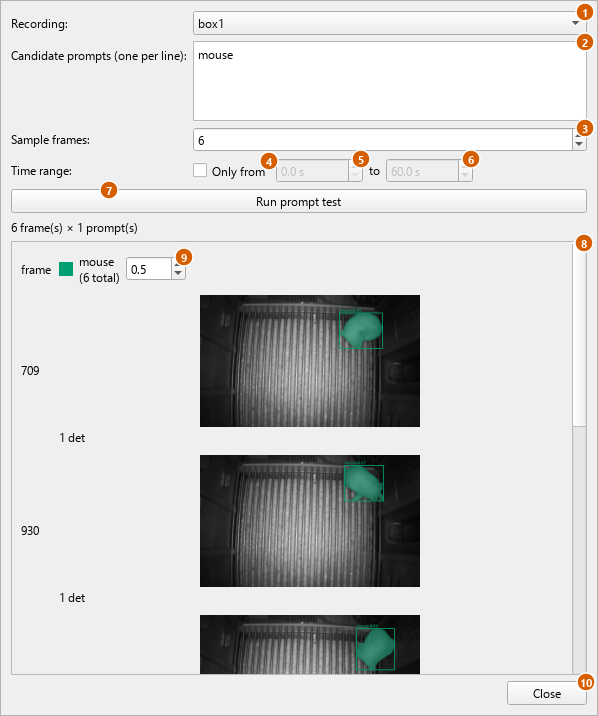 Recording:
box1
1
Candidate prompts (one per line):
mouse
2
Sample frames:
6
3
Time range:
Only from
4
0.0 s
5
to
60.0 s
6
7
Run prompt test
6 frame(s) × 1 prompt(s)
8
frame
mouse
(6 total)
0.5
9
709
1 det
930
1 det
Close
10